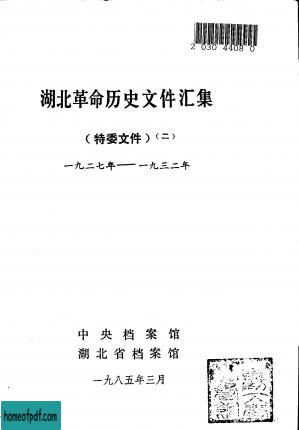 2 030 4408 0
湖北革命历史文件汇集
（特委文件）（二）
一九二七年——一九三二年
中央档案馆
湖北省档案馆
一九八五年三月
homeofpdf.com